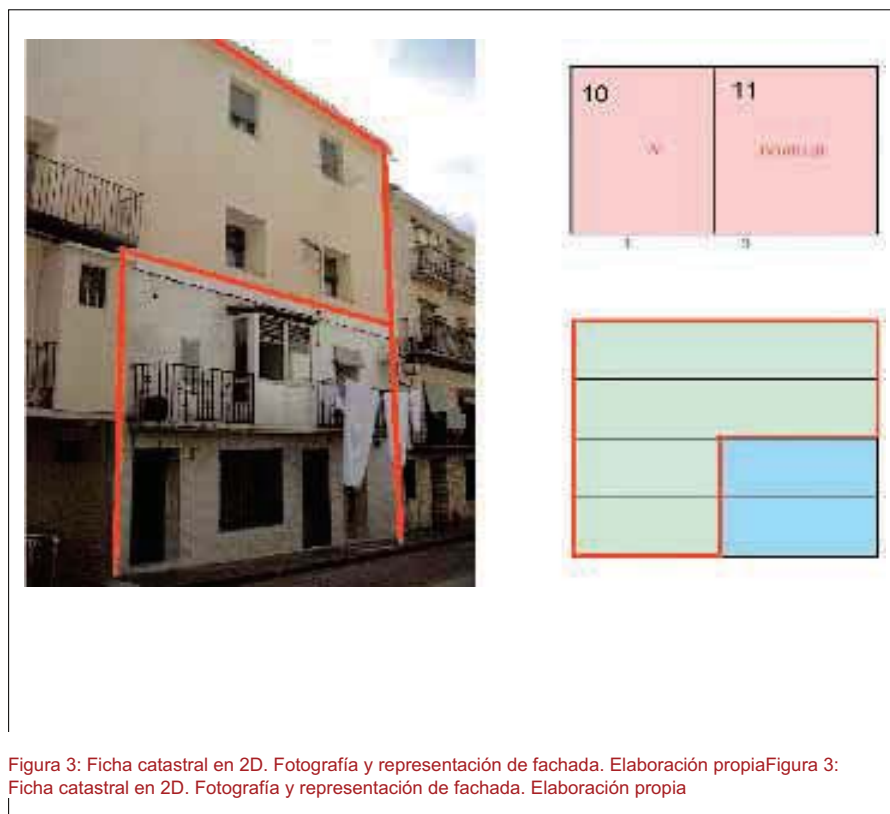 10
11
Figura 3: Ficha catastral en 2D. Fotografía y representación de fachada. Elaboración propiaFigura 3:
Ficha catastral en 2D. Fotografía y representación de fachada. Elaboración propia